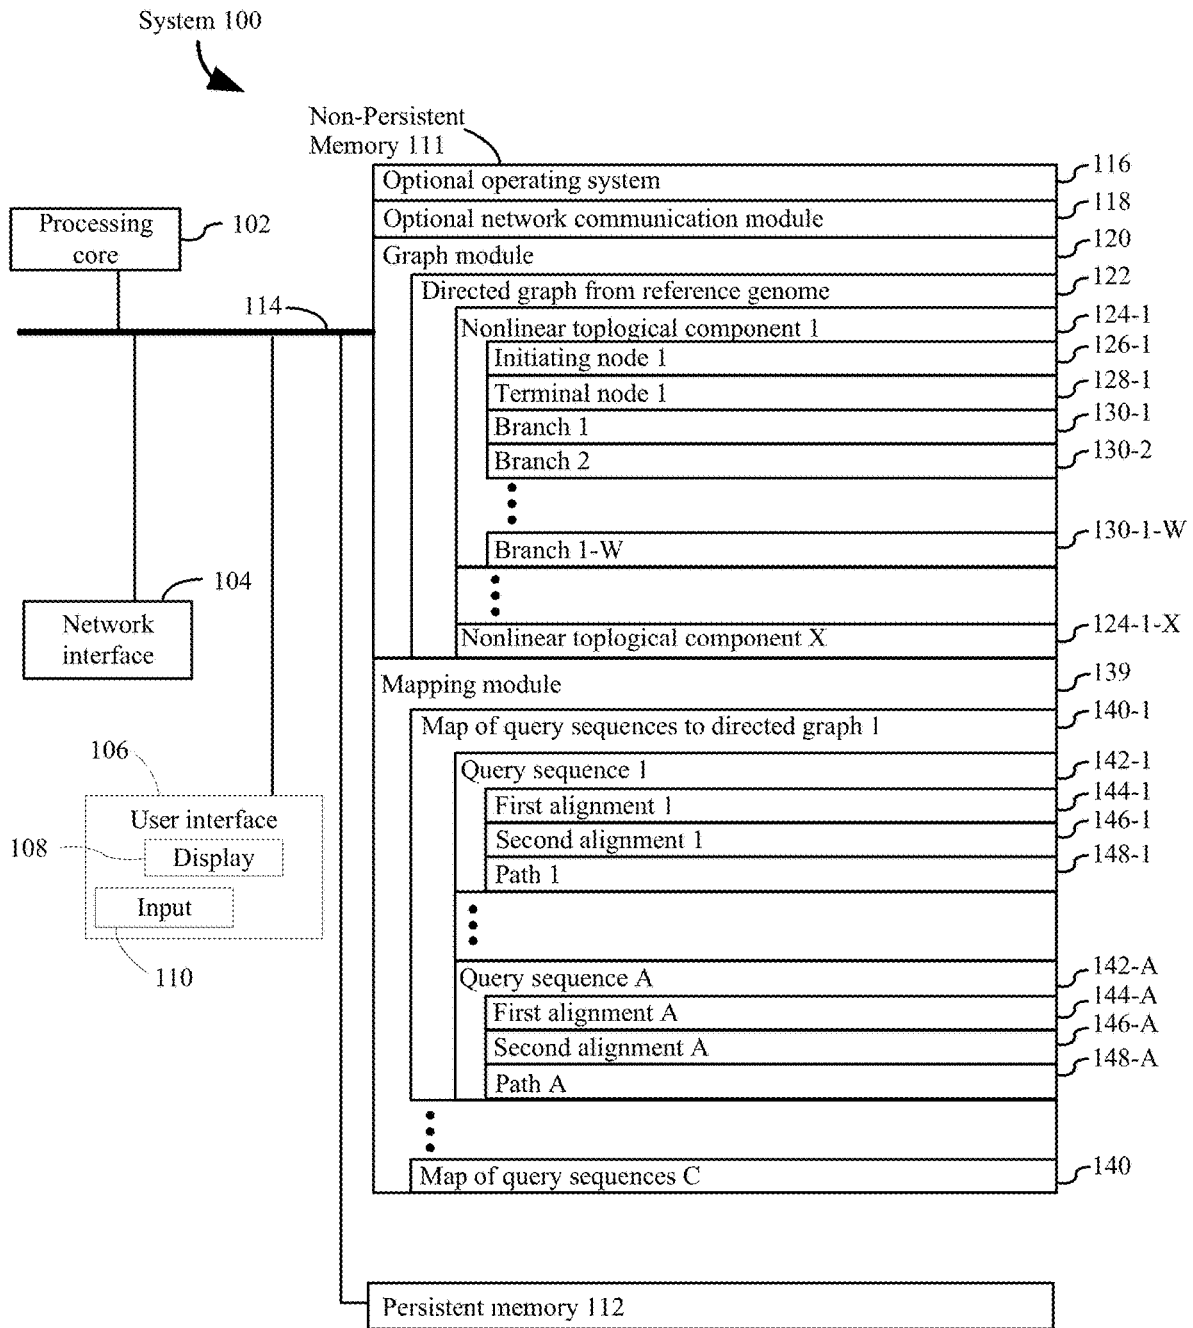 System 100
Non-Persistent
Memory 111
Optional operating system 116
Optional network communication module 118
Processing
core
102
Graph module 120
Directed graph from reference genome 122
114
Nonlinear toplogical component 1 124-1
Initiating node 1 126-1
Terminal node 1 128-1
Branch 1 130-1
Branch 2 130-2
Branch 1-W 130-1-W
104
Network
interface
Nonlinear toplogical component X 124-1-X
Mapping module 139
Map of query sequences to directed graph 1 140-1
106
Query sequence 1 142-1
First alignment 1 144-1
User interface
Second alignment 1 146-1
108
Display
Path 1 148-1
Input
110
Query sequence A 142-A
First alignment A 144-A
Second alignment A 146-A
Path A 148-A
Map of query sequences C 140
Persistent memory 112